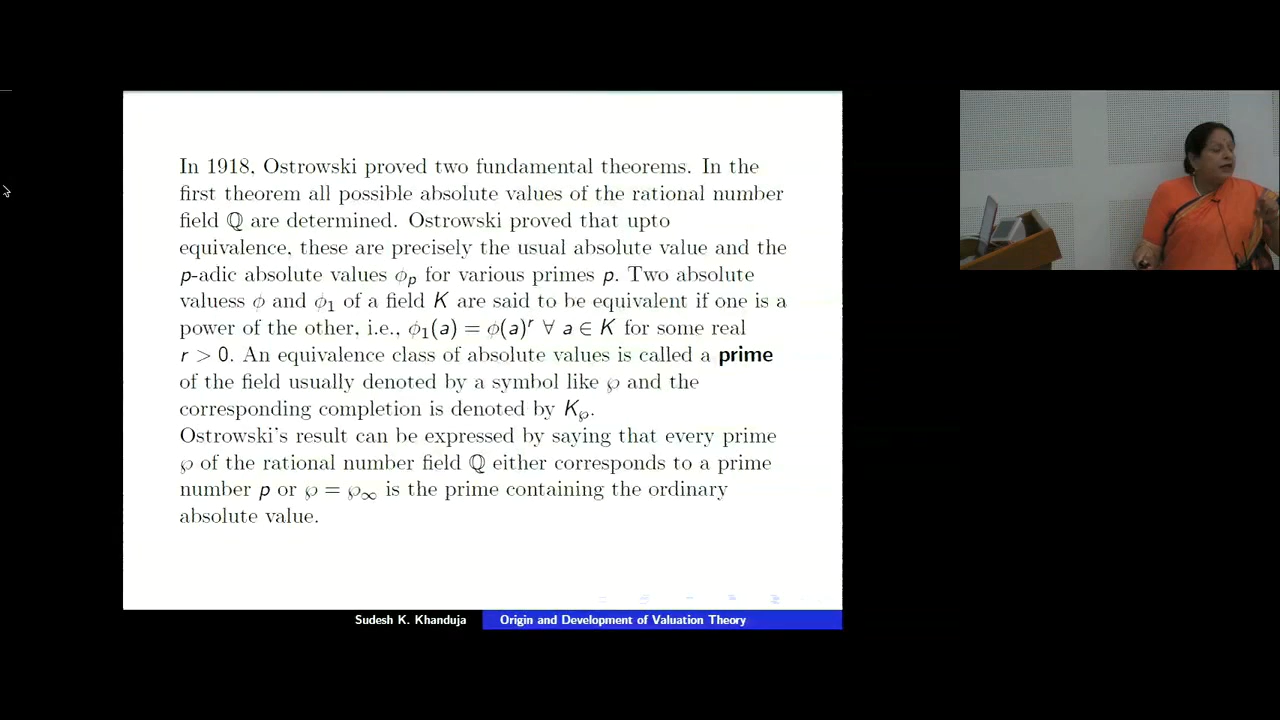 In 1918, Ostrowski proved two fundamental theorems. In the
first theorem all possible absolute values of the rational number
field ℚ are determined. Ostrowski proved that upto
equivalence, these are precisely the usual absolute value and the
p-adic absolute values ϕₚ for various primes p. Two absolute
valuess ϕ and ϕ₁ of a field K are said to be equivalent if one is a
power of the other, i.e., ϕ₁(a) = ϕ(a)ʳ ∀ a ∈ K for some real
r > 0. An equivalence class of absolute values is called a prime
of the field usually denoted by a symbol like ℘ and the
corresponding completion is denoted by K_℘.
Ostrowski's result can be expressed by saying that every prime
℘ of the rational number field ℚ either corresponds to a prime
number p or ℘ = ℘_∞ is the prime containing the ordinary
absolute value.
Sudesh K. Khanduja
Origin and Development of Valuation Theory